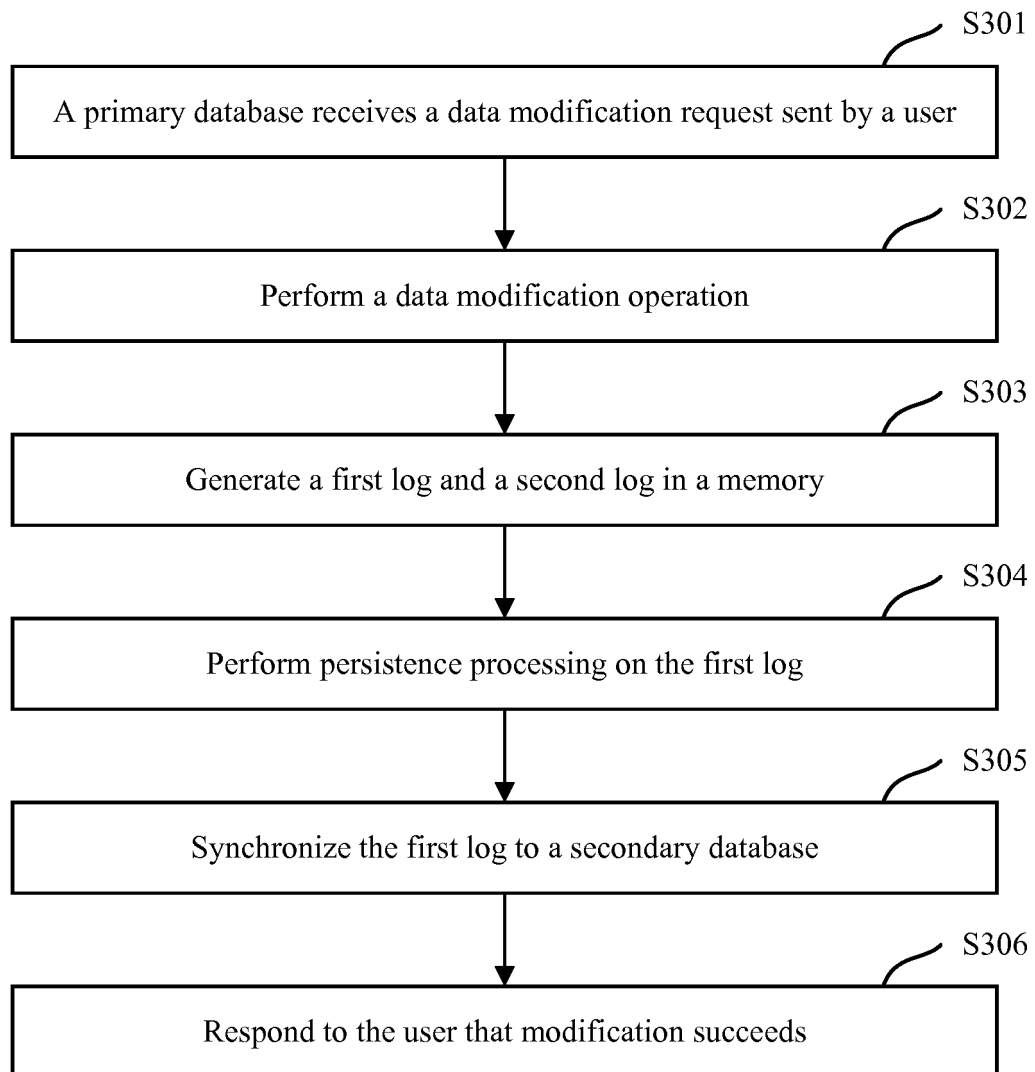 S301
A primary database receives a data modification request sent by a user
S302
Perform a data modification operation
S303
Generate a first log and a second log in a memory
S304
Perform persistence processing on the first log
S305
Synchronize the first log to a secondary database
S306
Respond to the user that modification succeeds